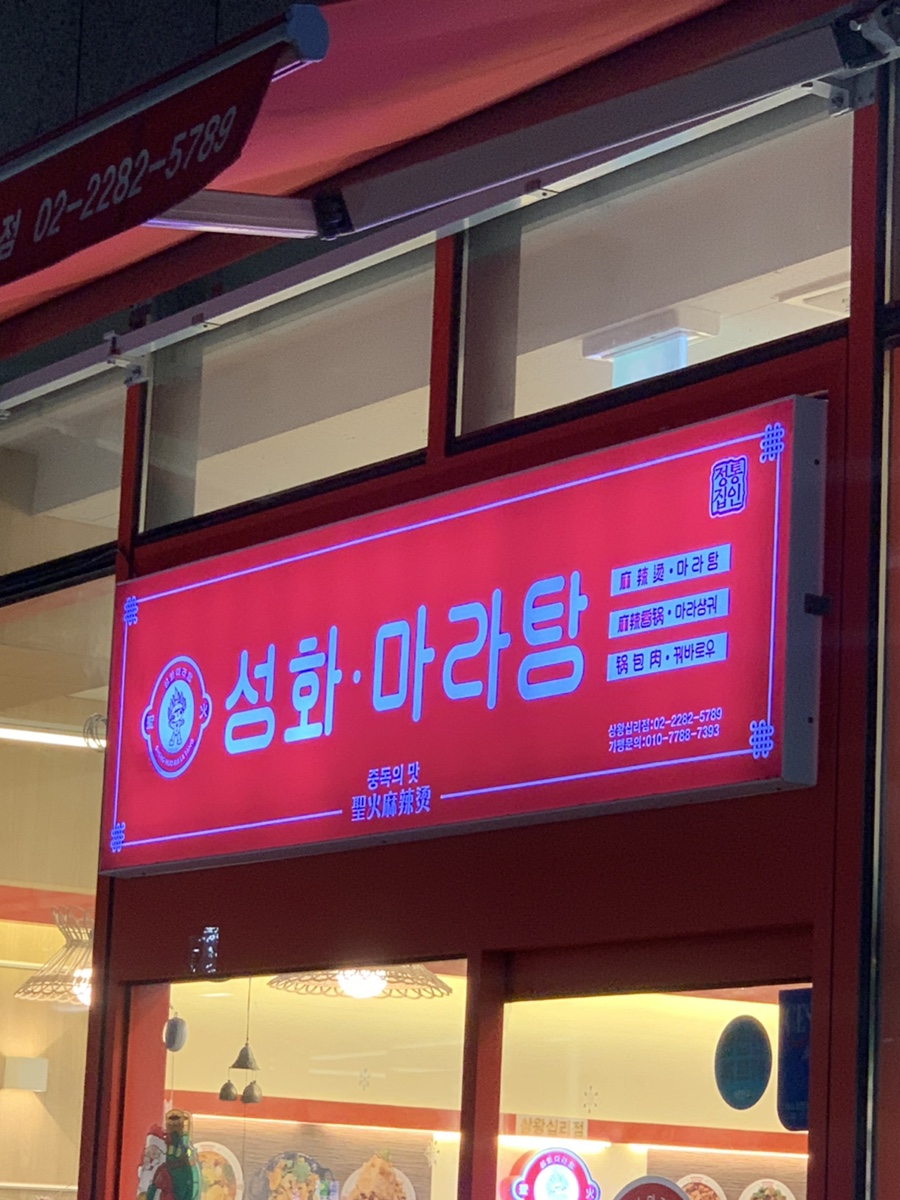 점 02-2282-5789
정통
집인
성화·마라탕
麻辣烫·마라탕
麻辣香锅·마라샹궈
锅包肉·꿔바로우
상왕십리점:02-2282-5789
가맹문의:010-7788-7393
중독의 맛
聖火麻辣烫
聖 火
상왕십리점